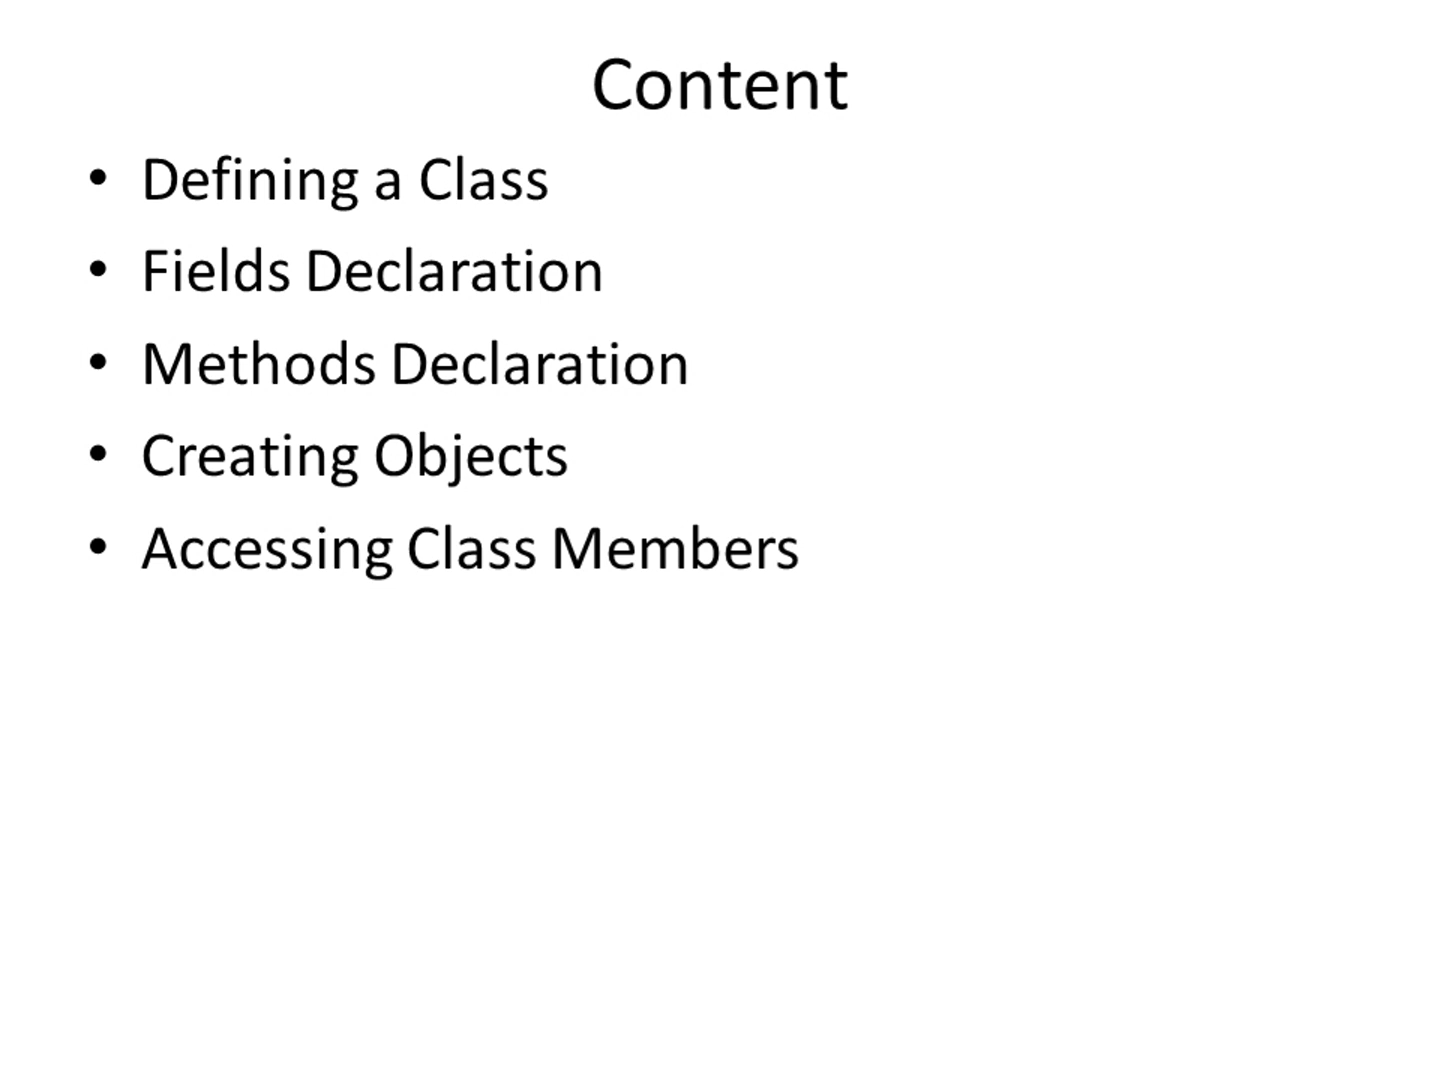 Content
• Defining a Class
• Fields Declaration
• Methods Declaration
• Creating Objects
• Accessing Class Members